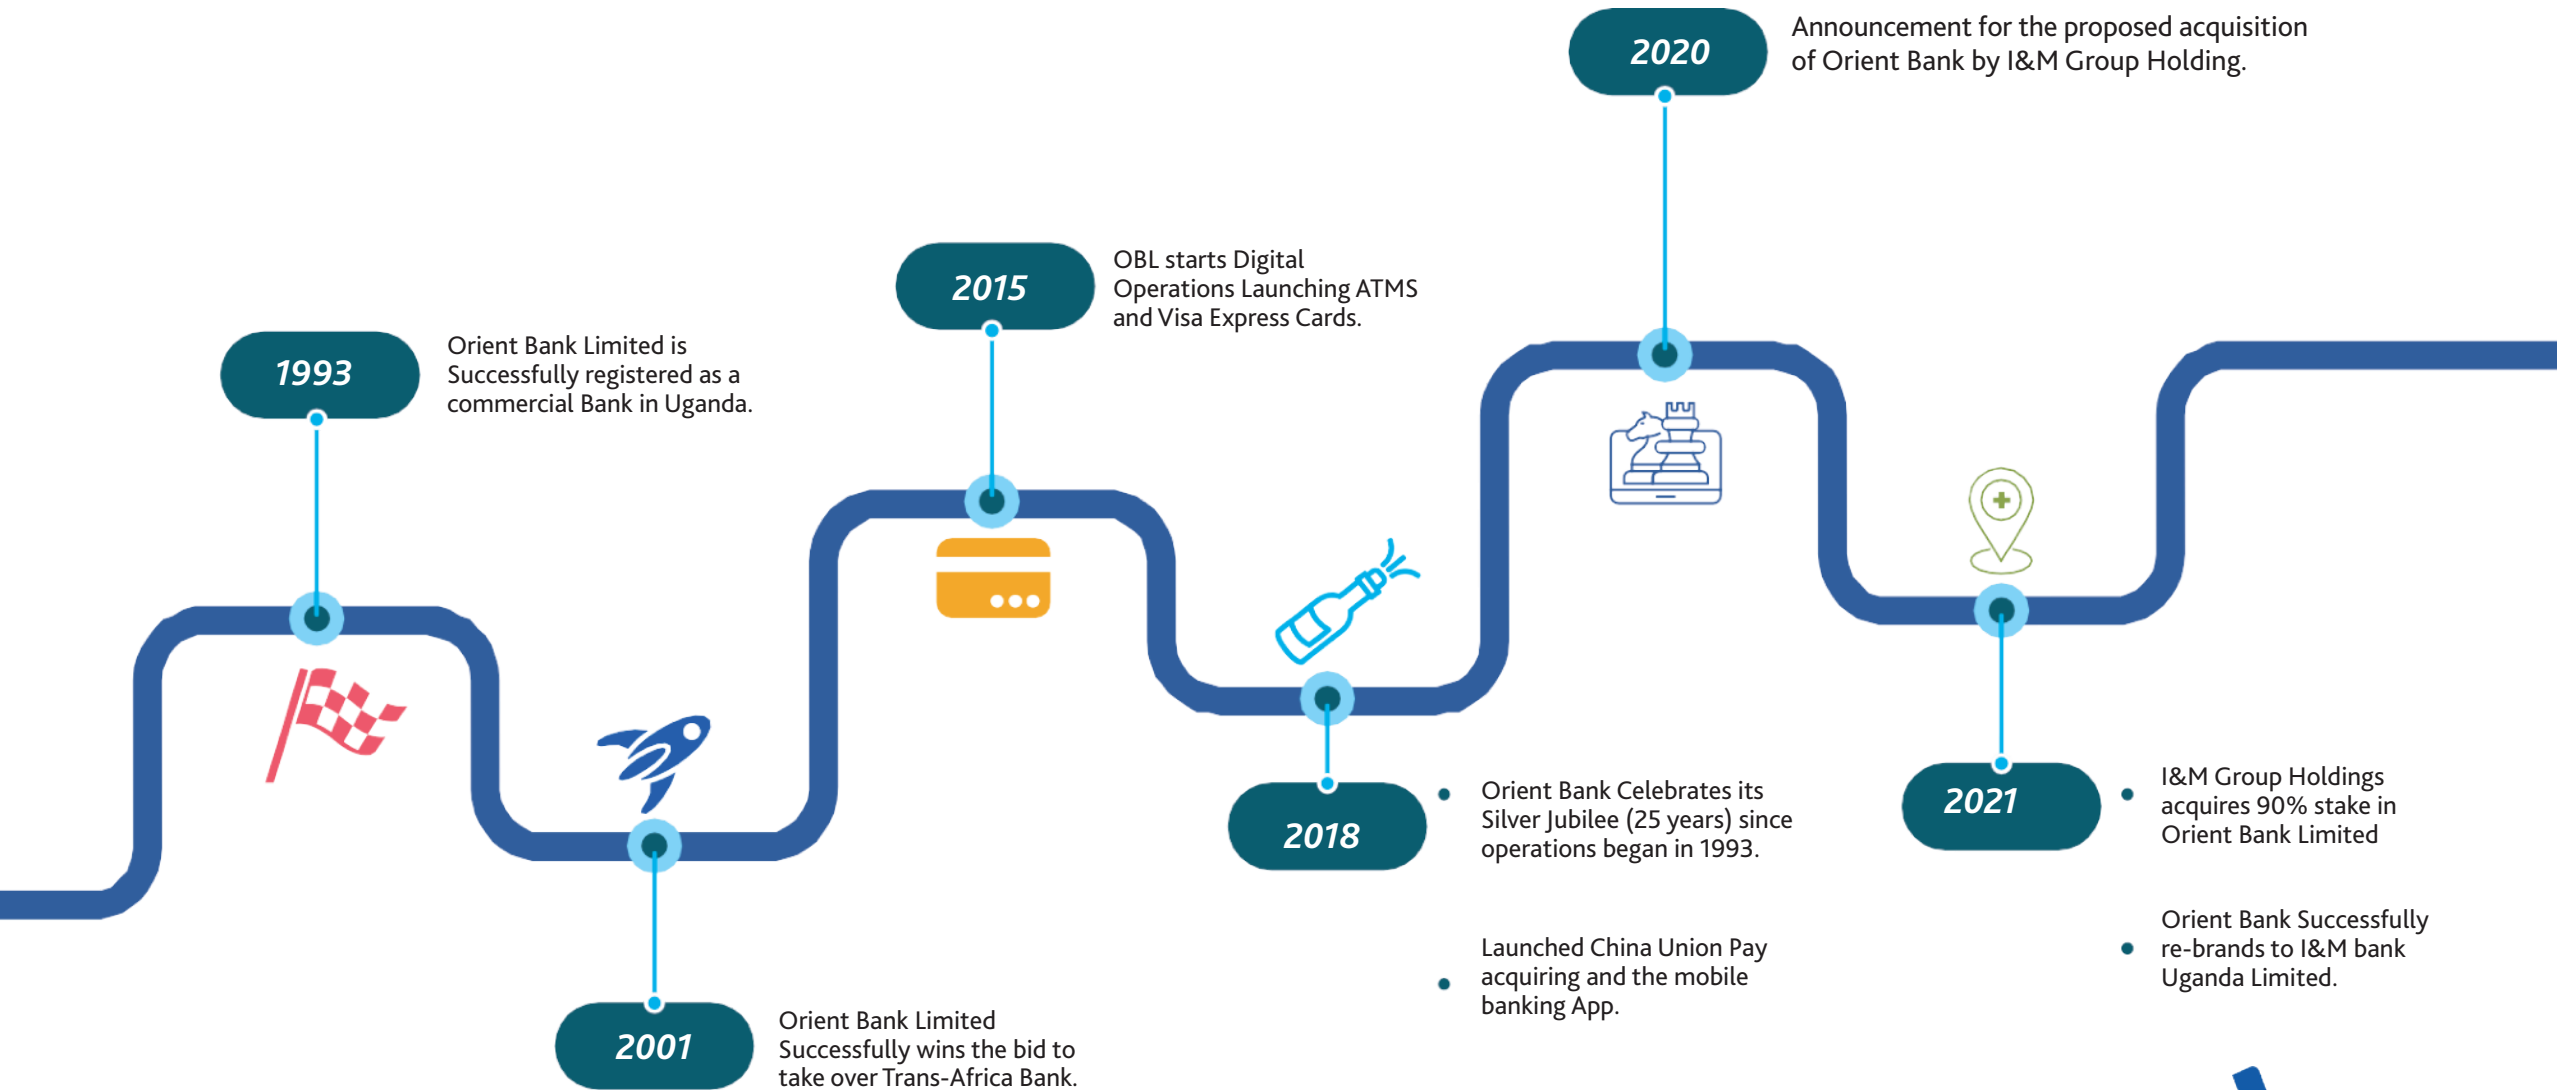 1993
Orient Bank Limited is
Successfully registered as a
commercial Bank in Uganda.
2001
Orient Bank Limited
Successfully wins the bid to
take over Trans-Africa Bank.
2015
OBL starts Digital
Operations Launching ATMS
and Visa Express Cards.
2018
Orient Bank Celebrates its
Silver Jubilee (25 years) since
operations began in 1993.
Launched China Union Pay
acquiring and the mobile
banking App.
2020
Announcement for the proposed acquisition
of Orient Bank by I&M Group Holding.
2021
I&M Group Holdings
acquires 90% stake in
Orient Bank Limited
Orient Bank Successfully
re-brands to I&M bank
Uganda Limited.